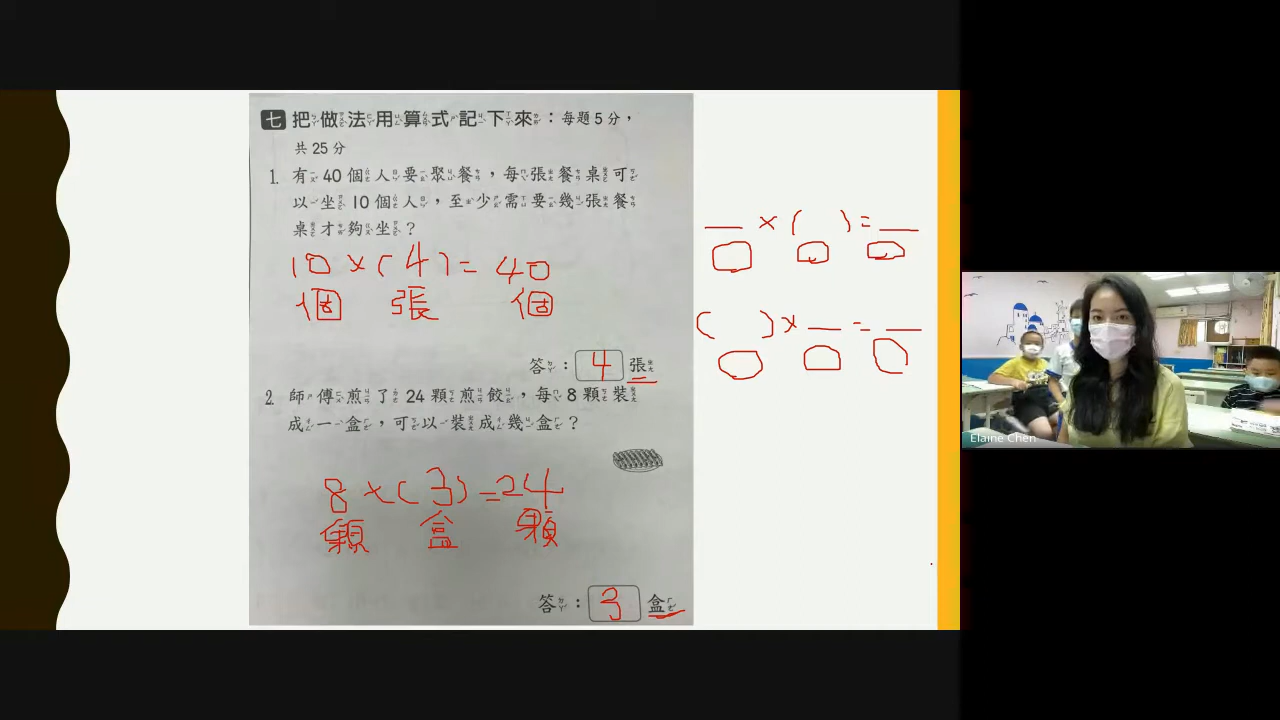 七 把做法用算式記下來：每題5分，
共25分
1. 有40個人要聚餐，每張餐桌可
以坐10個人，至少需要幾張餐
桌才夠坐？
10×(4)=40
個 張 個
答：4張
2. 師傅煎了24顆煎餃，每8顆裝
成一盒，可以裝成幾盒？
8×(3)=24
顆 盒 顆
答：3盒
__×( )=__
( )×__=__
Elaine Chen